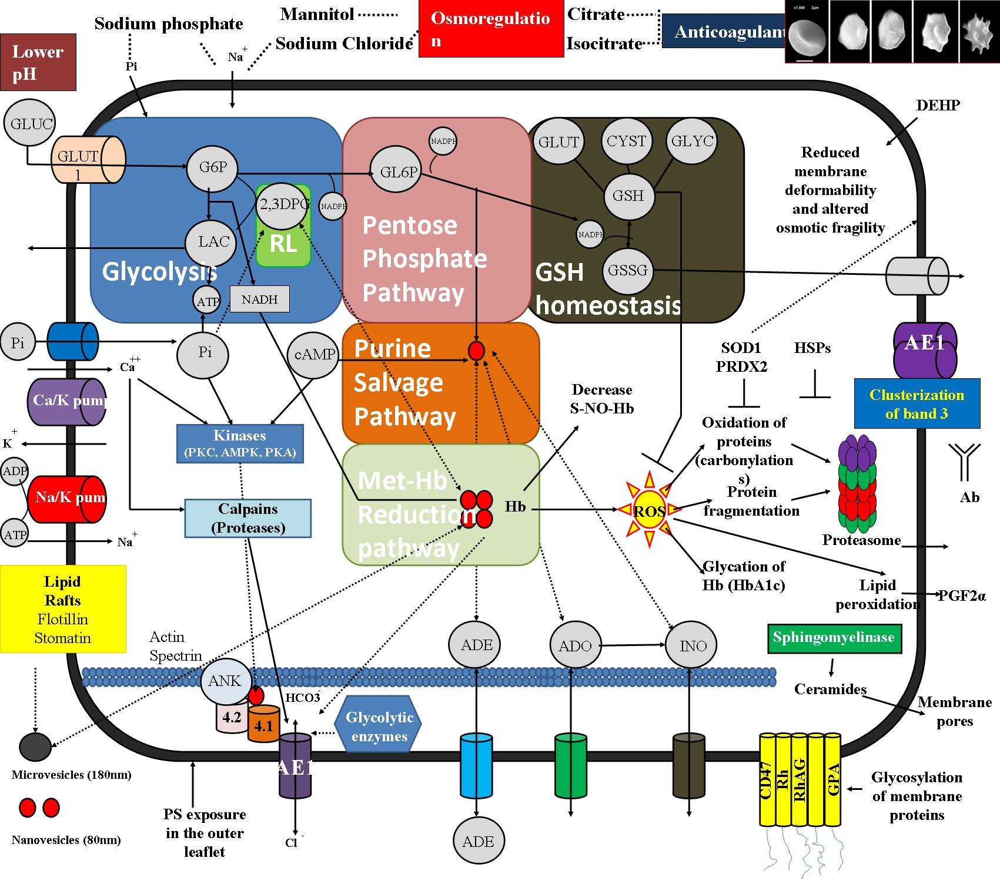 Mannitol
Sodium phosphate
Sodium Chloride
Osmoregulatio
n
Citrate
Isocitrate
Anticoagulant
x7,500 2µm
Lower
pH
Na+
Pi
DEHP
GLUC
GLUT
1
G6P
2,3DPG
RL
NADPH
LAC
Glycolysis
ATP
NADH
GL6P
NADPH
Pentose
Phosphate
Pathway
GLUT
CYST
GLYC
GSH
NADPH
GSSG
GSH
homeostasis
Reduced
membrane
deformability
and altered
osmotic fragility
Pi
Pi
cAMP
Purine
Salvage
Pathway
SOD1
PRDX2
HSPs
AE1
Clusterization
of band 3
Ca++
Ca/K pump
K+
Kinases
(PKC, AMPK, PKA)
Decrease
S-NO-Hb
Oxidation of
proteins
(carbonylation
s)
Protein
fragmentation
Proteasome
Ab
ADP
Na/K pum
ATP
Na+
Calpains
(Proteases)
Met-Hb
Reduction
pathway
Hb
ROS
Glycation of
Hb (HbA1c)
Lipid
peroxidation
PGF2α
Lipid
Rafts
Flotillin
Stomatin
Actin
Spectrin
ANK
4.2
4.1
HCO3-
Glycolytic
enzymes
AE1
Cl-
ADE
ADO
INO
ADE
Sphingomyelinase
Ceramides
Membrane
pores
CD47
Rh
RhAG
GPA
Glycosylation
of membrane
proteins
Microvesicles (180nm)
Nanovesicles (80nm)
PS exposure
in the outer
leaflet